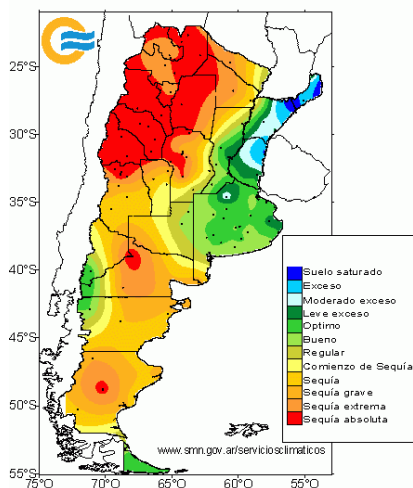 25°S
30°S
35°S
40°S
45°S
50°S
55°S
75°W
70°W
65°W
60°W
55°W
Suelo saturado
Exceso
Moderado exceso
Leve exceso
Optimo
Bueno
Regular
Comienzo de Sequía
Sequía
Sequía grave
Sequía extrema
Sequía absoluta
www.smn.gov.ar/serviciosclimaticos